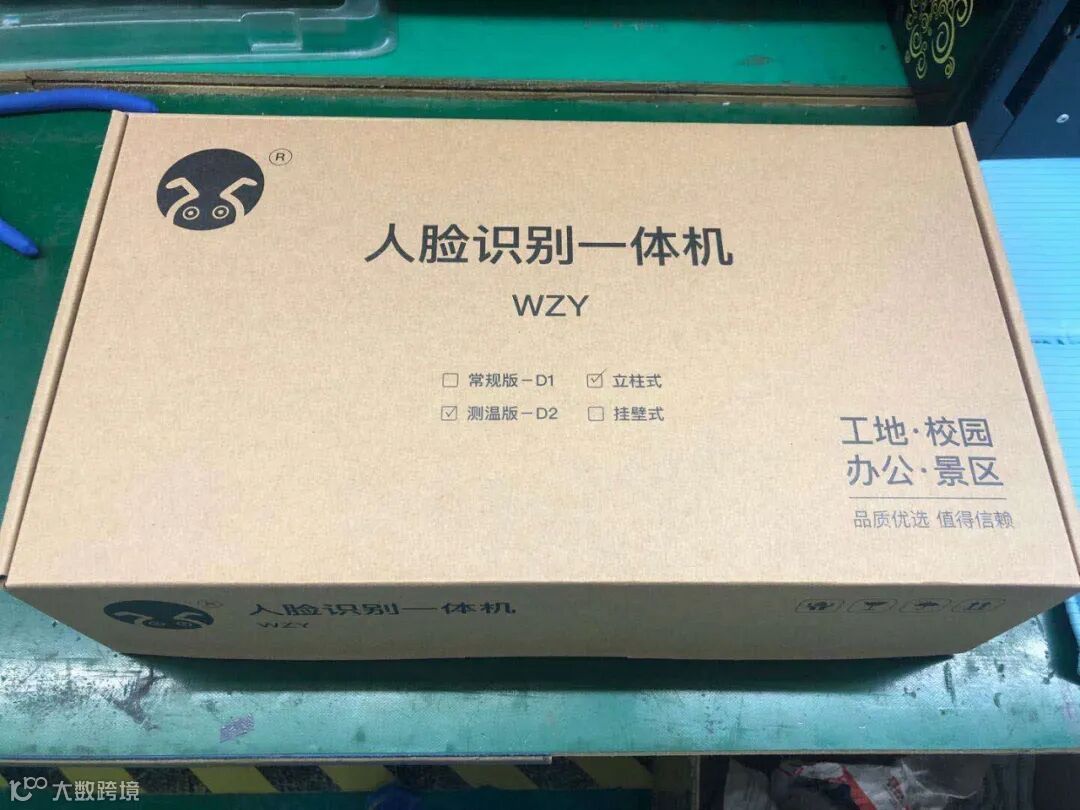 ®
人脸识别一体机
WZY
□ 常规版-D1 ☑ 立柱式
☑ 测温版-D2 □ 挂壁式
工地·校园
办公·景区
品质优选 值得信赖
®
人脸识别一体机
WZY
大数跨境